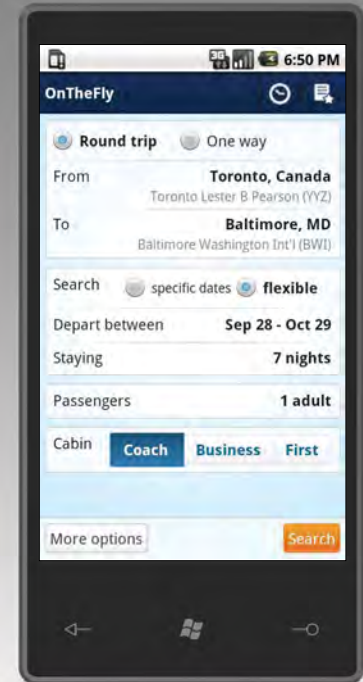 3G 6:50 PM
OnTheFly
Round trip One way
From Toronto, Canada
Toronto Lester B Pearson (YYZ)
To Baltimore, MD
Baltimore Washington Int'l (BWI)
Search specific dates flexible
Depart between Sep 28 - Oct 29
Staying 7 nights
Passengers 1 adult
Cabin Coach Business First
More options Search